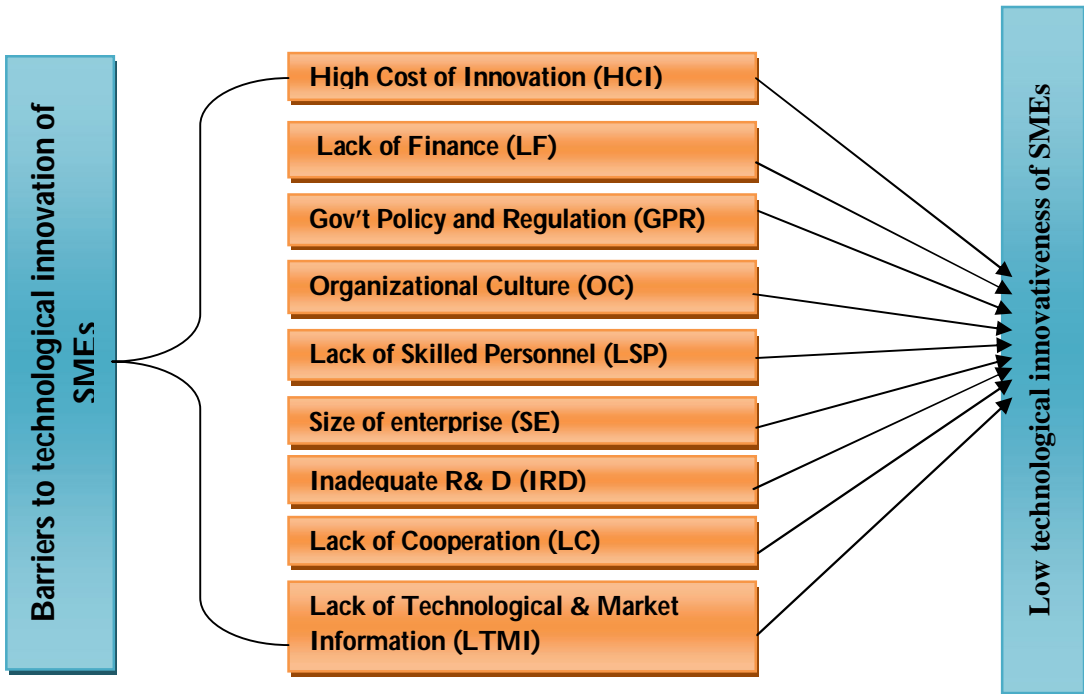 Barriers to technological innovation of
SMEs
High Cost of Innovation (HCI)
Lack of Finance (LF)
Gov't Policy and Regulation (GPR)
Organizational Culture (OC)
Lack of Skilled Personnel (LSP)
Size of enterprise (SE)
Inadequate R& D (IRD)
Lack of Cooperation (LC)
Lack of Technological & Market
Information (LTMI)
Low technological innovativeness of SMEs